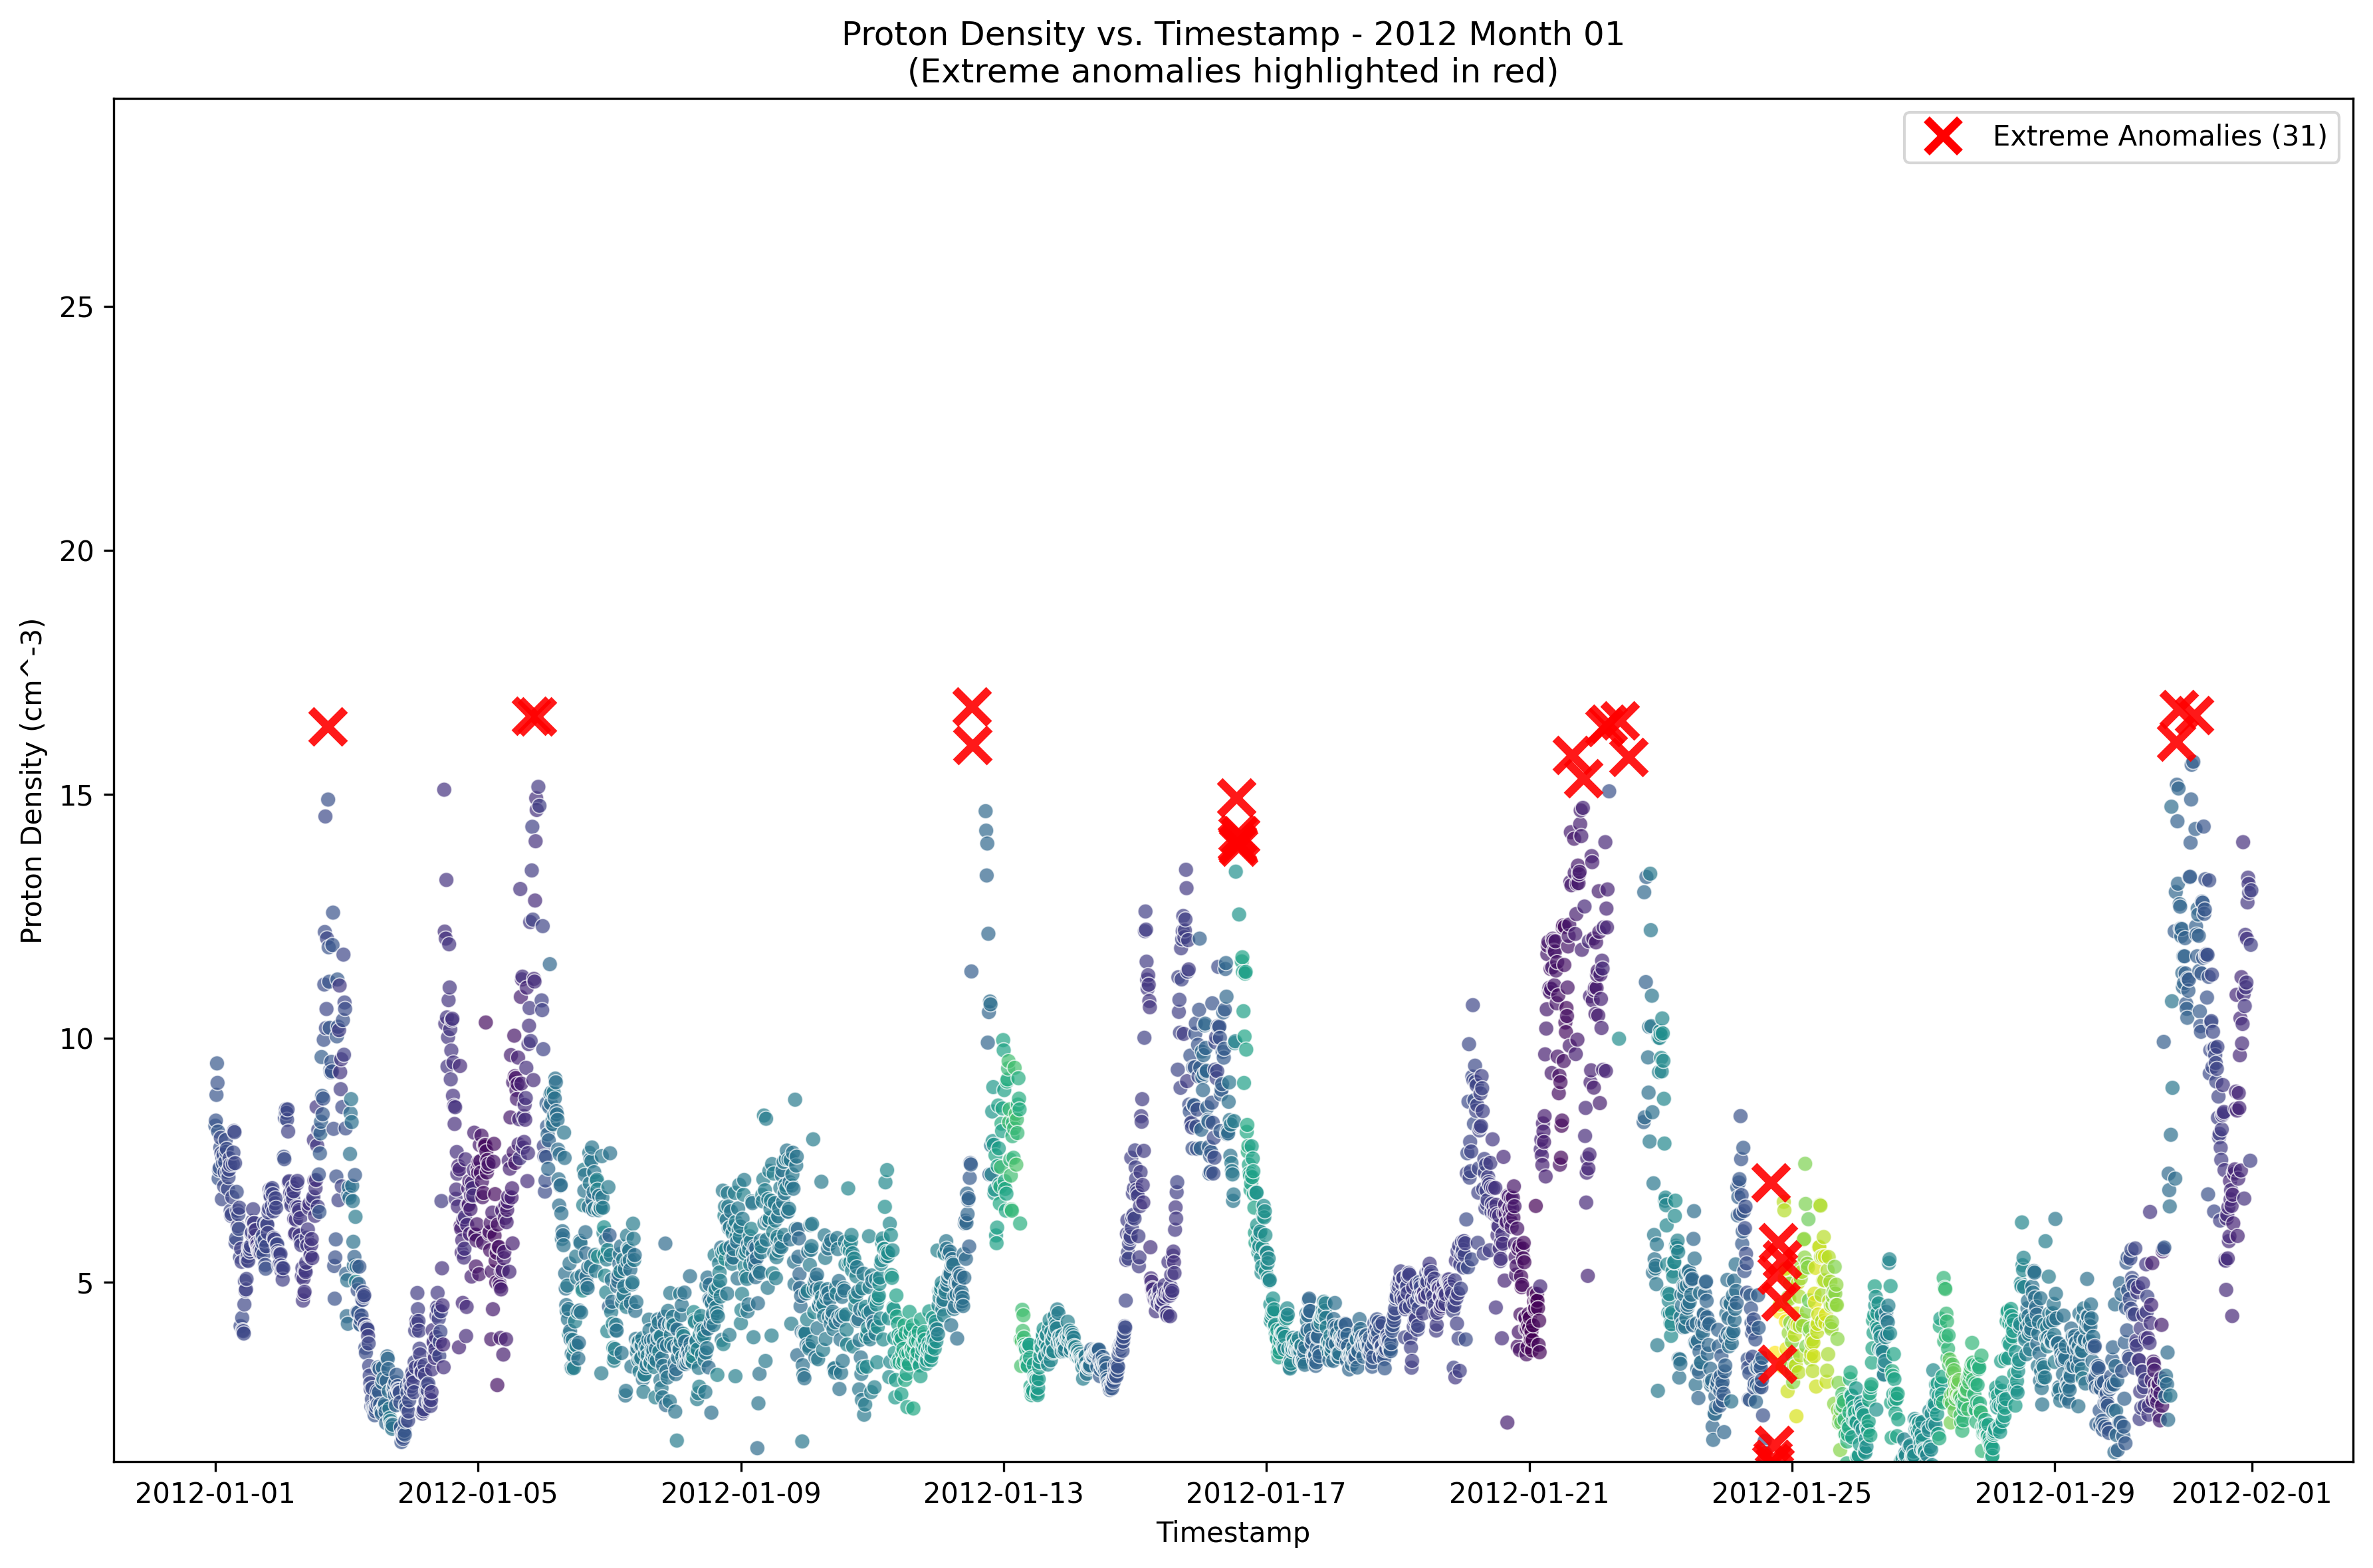 Proton Density vs. Timestamp - 2012 Month 01
(Extreme anomalies highlighted in red)
Extreme Anomalies (31)
Proton Density (cm^-3)
25
20
15
10
5
2012-01-01
2012-01-05
2012-01-09
2012-01-13
2012-01-17
2012-01-21
2012-01-25
2012-01-29
2012-02-01
Timestamp